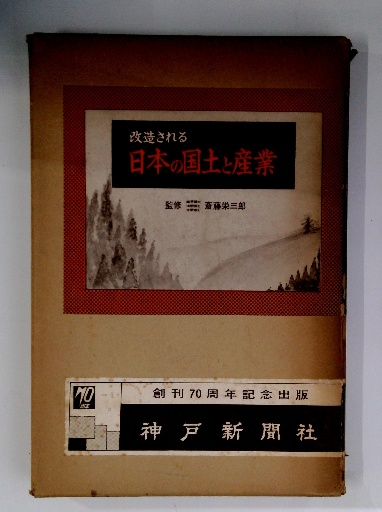 改造される
日本の国土と産業
監修 斎藤栄三郎
70
創刊70周年記念出版
神戸新聞社